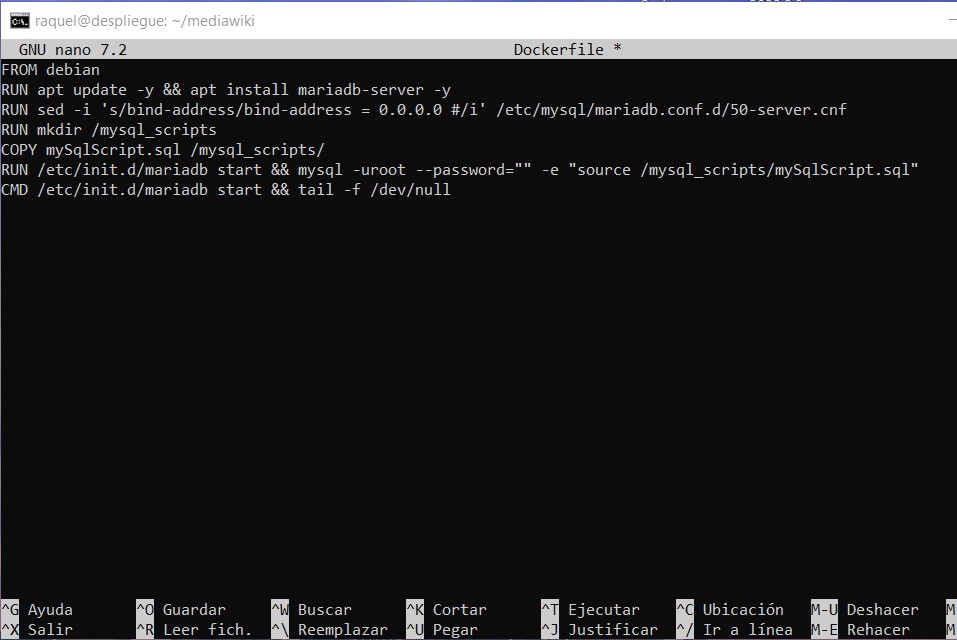 raquel@despliegue: ~/mediawiki
GNU nano 7.2 Dockerfile *
FROM debian
RUN apt update -y && apt install mariadb-server -y
RUN sed -i 's/bind-address/bind-address = 0.0.0.0 #/i' /etc/mysql/mariadb.conf.d/50-server.cnf
RUN mkdir /mysql_scripts
COPY mySqlScript.sql /mysql_scripts/
RUN /etc/init.d/mariadb start && mysql -uroot --password="" -e "source /mysql_scripts/mySqlScript.sql"
CMD /etc/init.d/mariadb start && tail -f /dev/null
^G Ayuda ^O Guardar ^W Buscar ^K Cortar ^T Ejecutar ^C Ubicación M-U Deshacer M
^X Salir ^R Leer fich. ^\ Reemplazar ^U Pegar ^J Justificar ^/ Ir a línea M-E Rehacer M